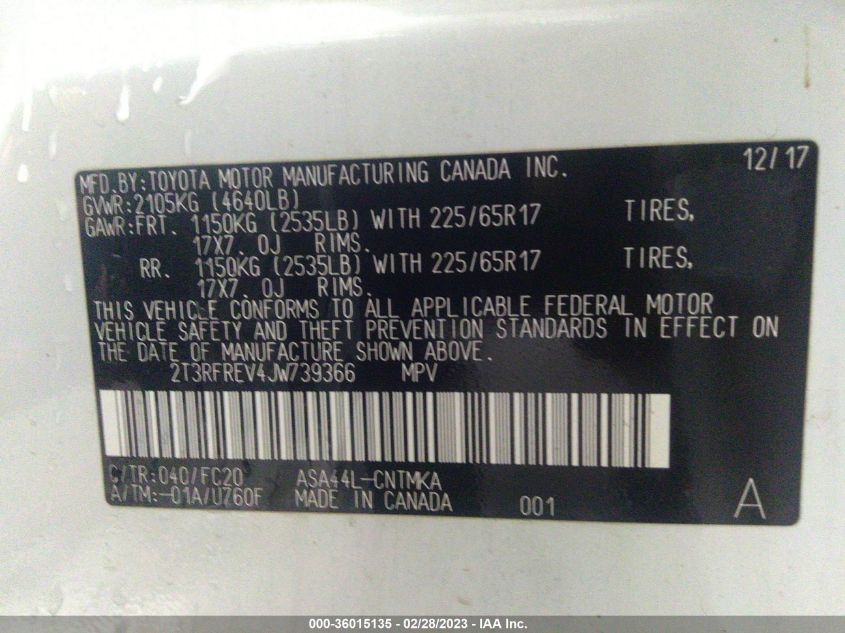 MFD.BY:TOYOTA MOTOR MANUFACTURING CANADA INC. 12/17
GVWR:2105KG (4640LB)
GAWR:FRT. 1150KG (2535LB) WITH 225/65R17 TIRES,
17X7.0J RIMS.
RR. 1150KG (2535LB) WITH 225/65R17 TIRES,
17X7.0J RIMS.
THIS VEHICLE CONFORMS TO ALL APPLICABLE FEDERAL MOTOR
VEHICLE SAFETY AND THEFT PREVENTION STANDARDS IN EFFECT ON
THE DATE OF MANUFACTURE SHOWN ABOVE.
2T3RFREV4JW739366 MPV
C/TR:040/FC20 ASA44L-CNTMKA
A/TM:-01A/U760F MADE IN CANADA 001 A
000-36015135 - 02/28/2023 - IAA Inc.